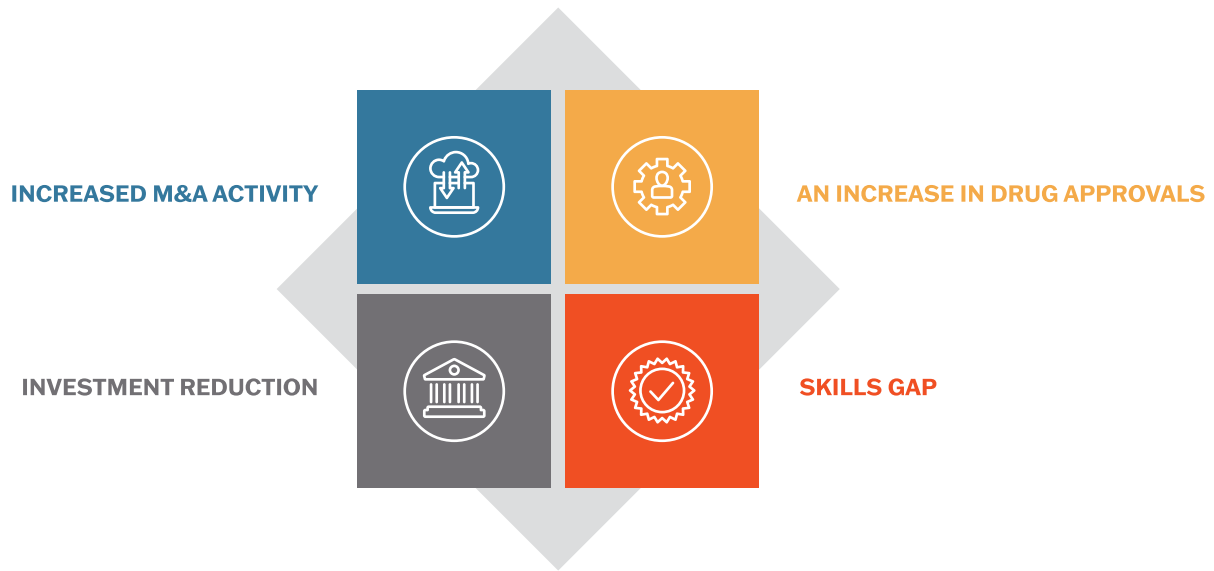 INCREASED M&A ACTIVITY
AN INCREASE IN DRUG APPROVALS
INVESTMENT REDUCTION
SKILLS GAP